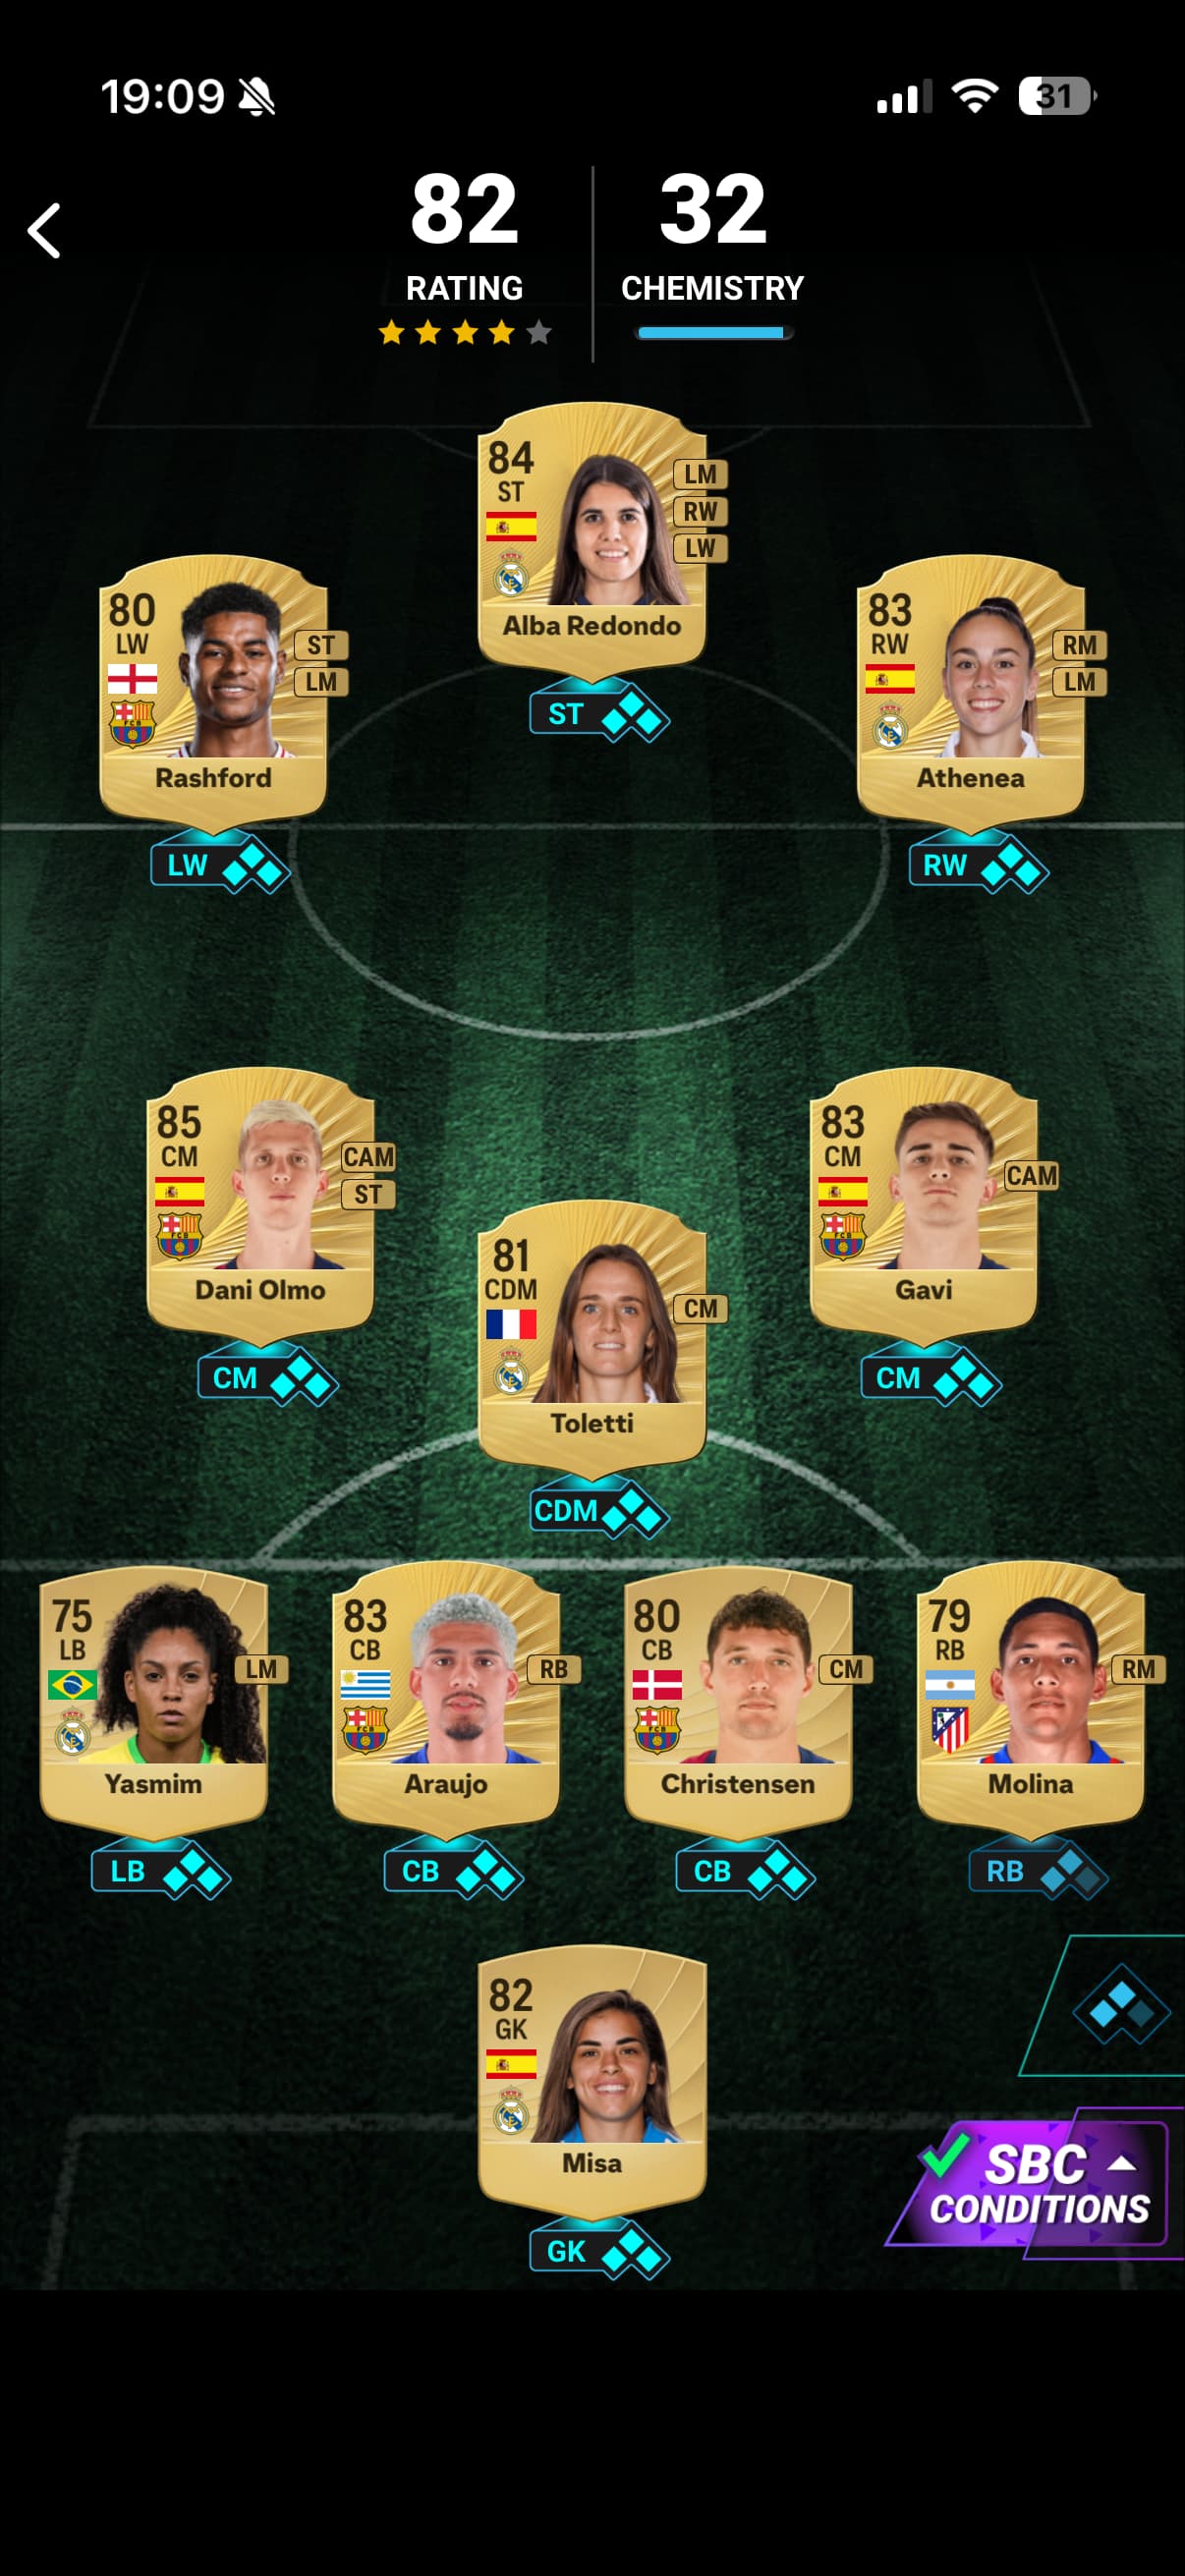 19:09
31
82
32
RATING
CHEMISTRY
84
ST
LM
RW
LW
Alba Redondo
ST
80
LW
ST
LM
Rashford
LW
83
RW
RM
LM
Athenea
RW
85
CM
CAM
ST
Dani Olmo
CM
83
CM
CAM
Gavi
CM
81
CDM
CM
Toletti
CDM
75
LB
LM
Yasmim
LB
83
CB
RB
Araujo
CB
80
CB
CM
Christensen
CB
79
RB
RM
Molina
RB
82
GK
Misa
GK
SBC
CONDITIONS